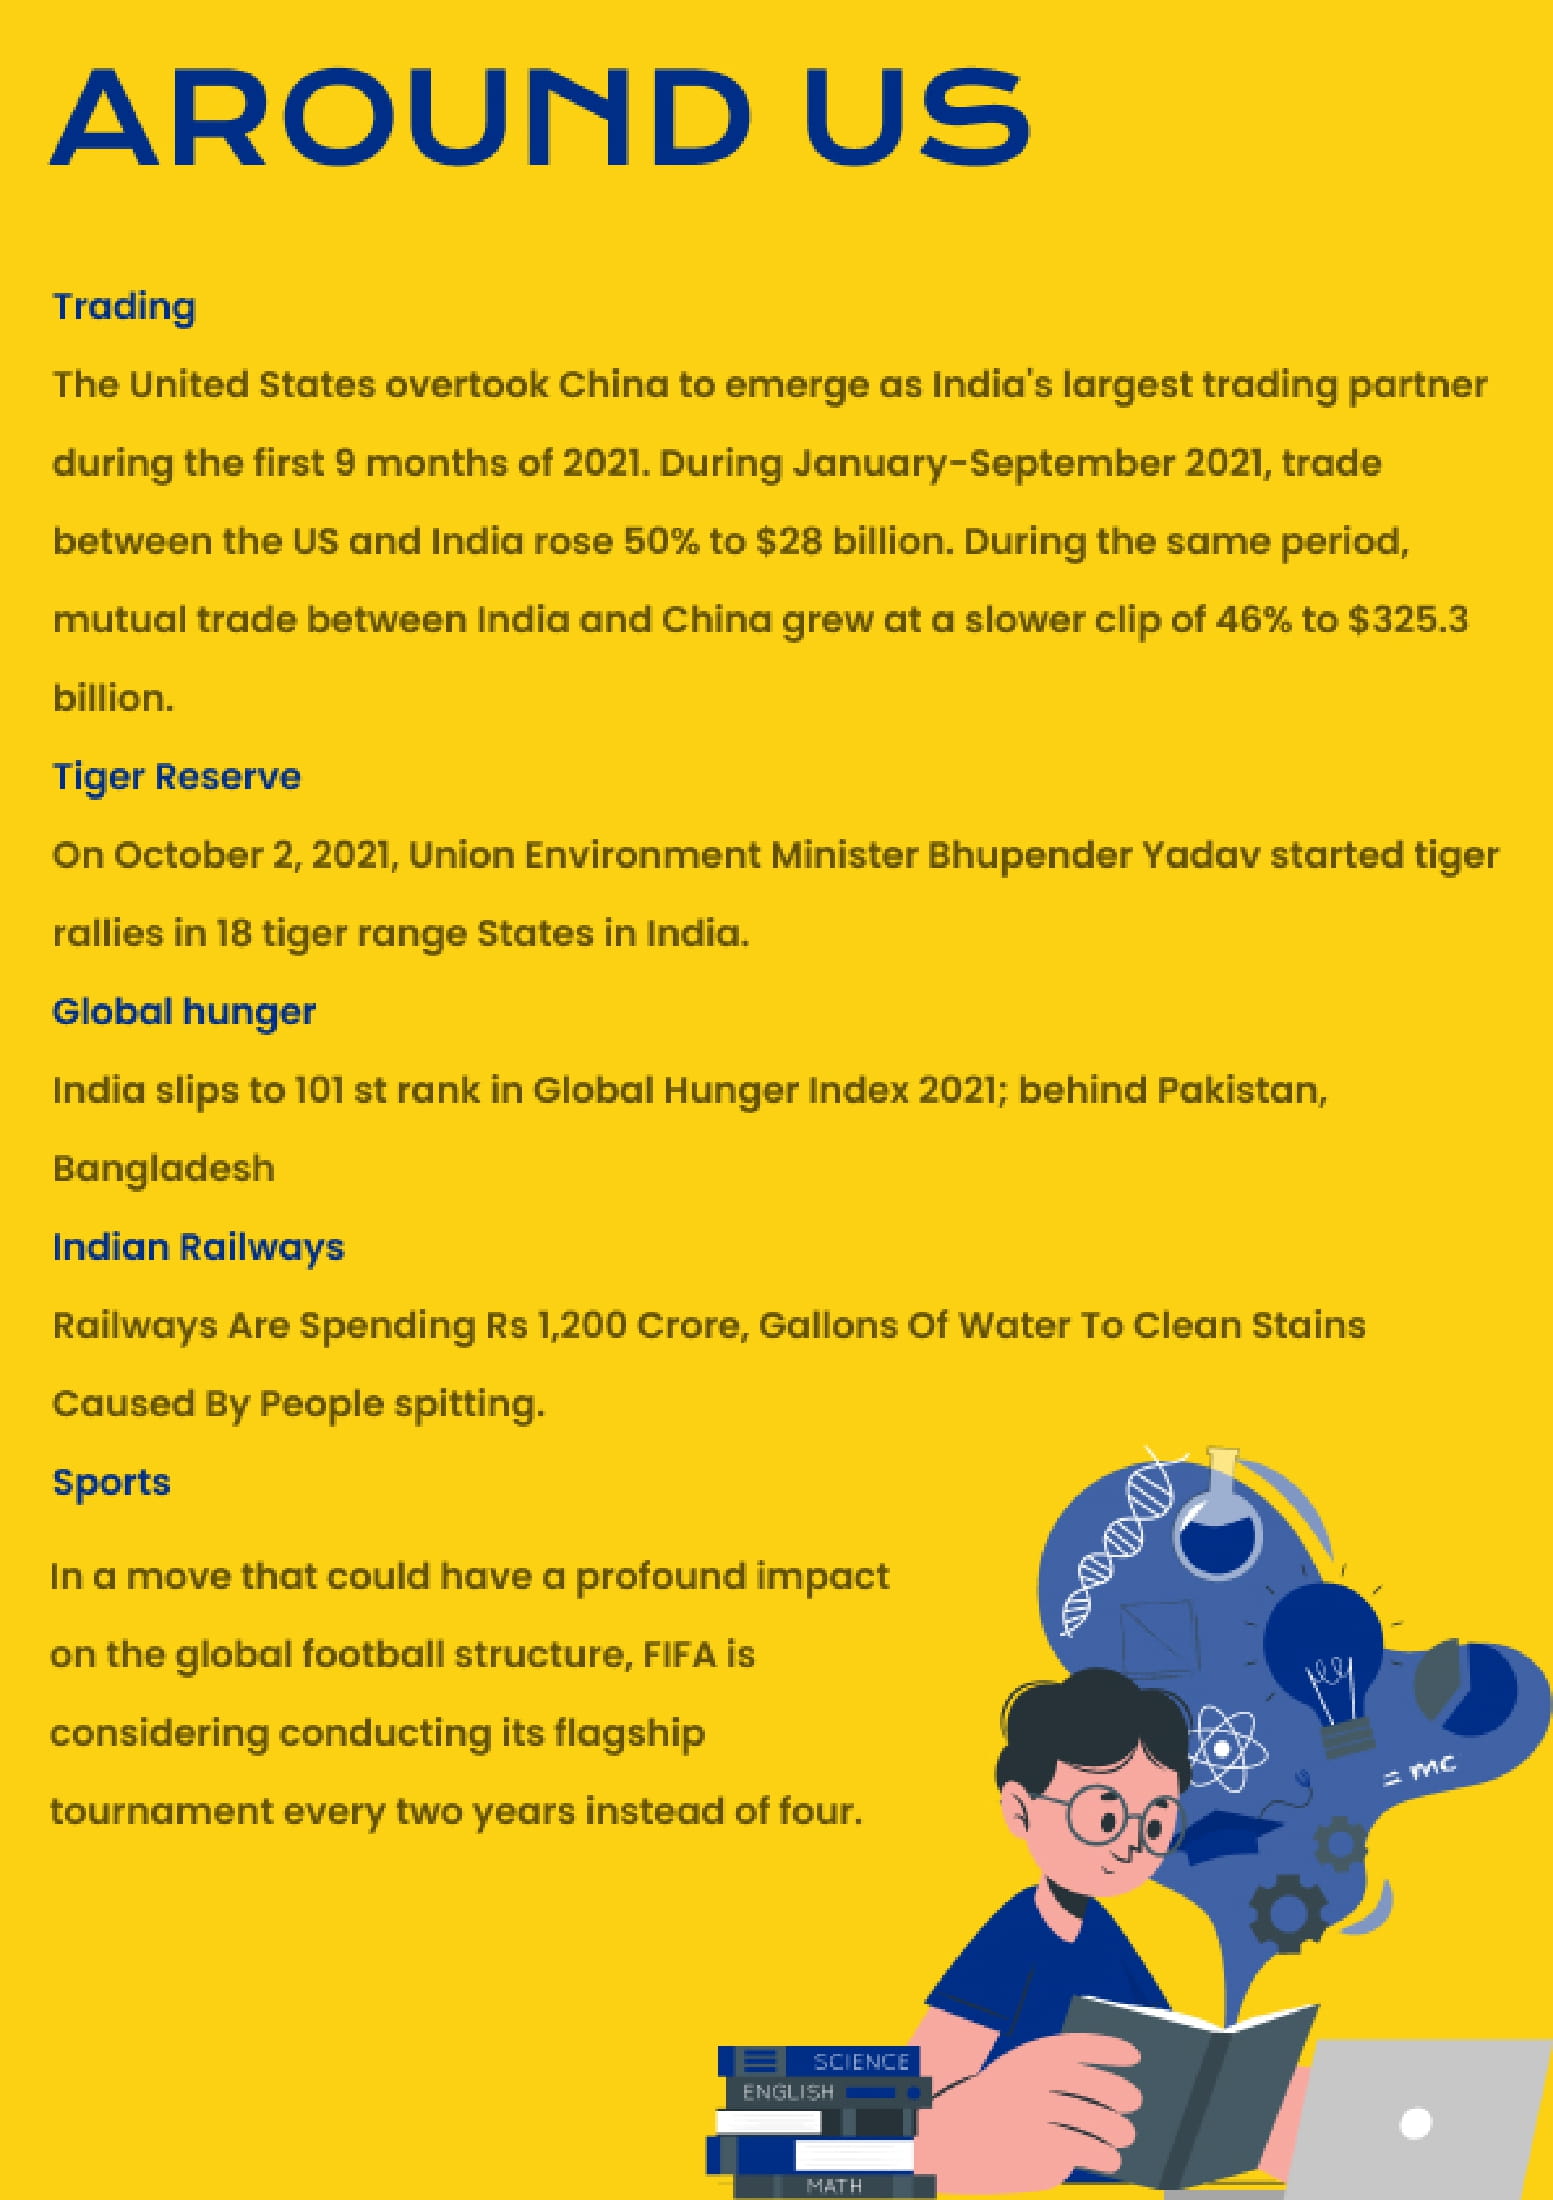 AROUND US
Trading
The United States overtook China to emerge as India's largest trading partner
during the first 9 months of 2021. During January-September 2021, trade
between the US and India rose 50% to $28 billion. During the same period,
mutual trade between India and China grew at a slower clip of 46% to $325.3
billion.
Tiger Reserve
On October 2, 2021, Union Environment Minister Bhupender Yadav started tiger
rallies in 18 tiger range States in India.
Global hunger
India slips to 101 st rank in Global Hunger Index 2021; behind Pakistan,
Bangladesh
Indian Railways
Railways Are Spending Rs 1,200 Crore, Gallons Of Water To Clean Stains
Caused By People spitting.
Sports
In a move that could have a profound impact
on the global football structure, FIFA is
considering conducting its flagship
tournament every two years instead of four.
= mc
SCIENCE
ENGLISH
MATH